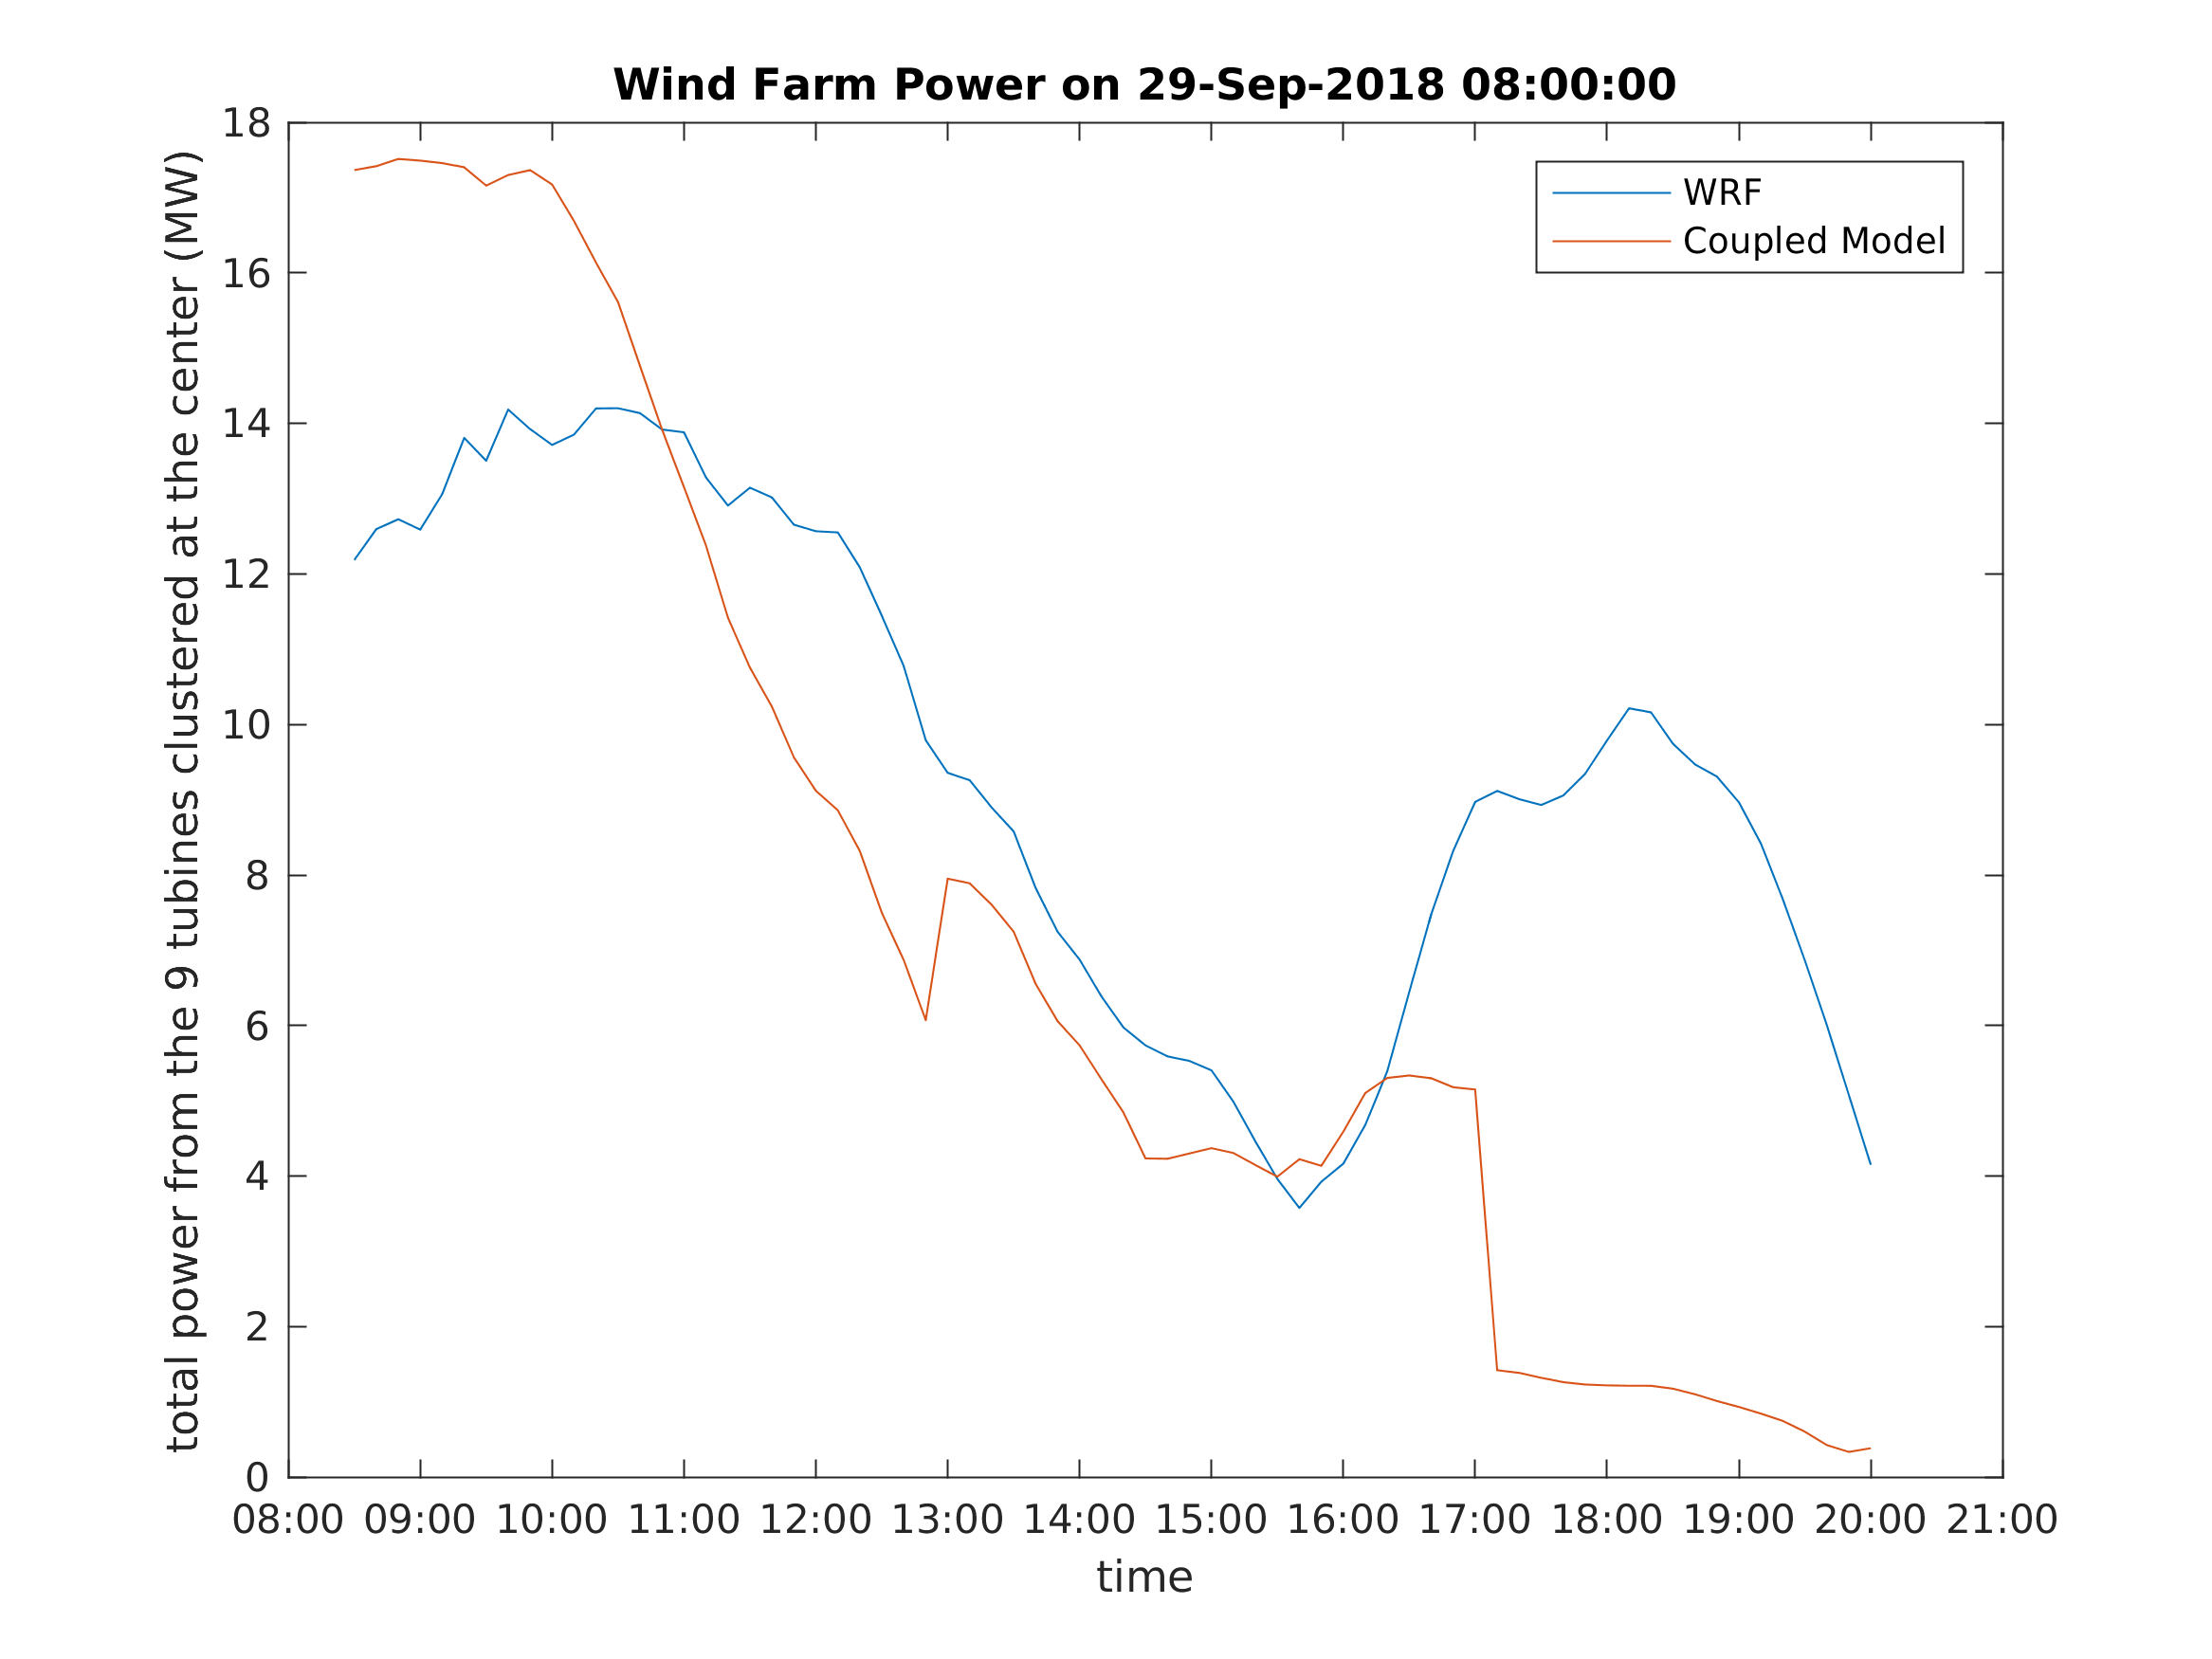 Wind Farm Power on 29-Sep-2018 08:00:00
total power from the 9 tubines clustered at the center (MW)
18
16
14
12
10
8
6
4
2
0
WRF
Coupled Model
08:00 09:00 10:00 11:00 12:00 13:00 14:00 15:00 16:00 17:00 18:00 19:00 20:00 21:00
time